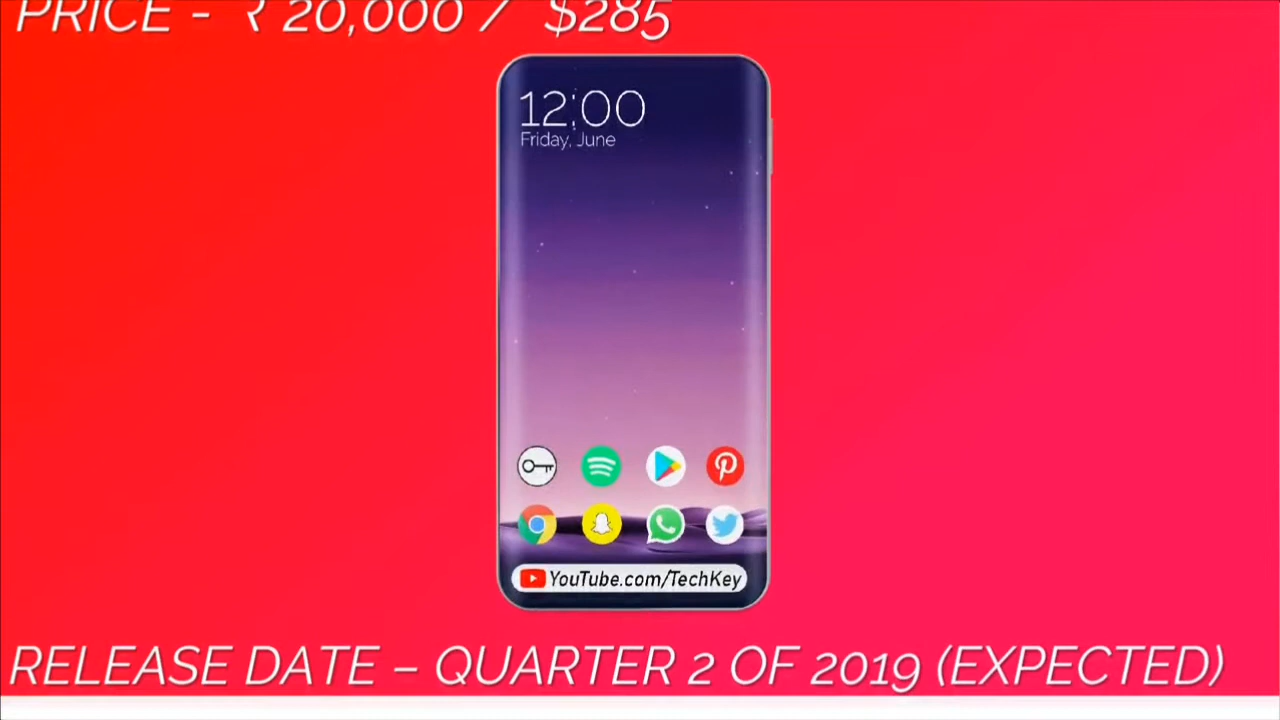 PRICE - ₹ 20,000 / $285
12:00
Friday, June
YouTube.com/TechKey
RELEASE DATE – QUARTER 2 OF 2019 (EXPECTED)